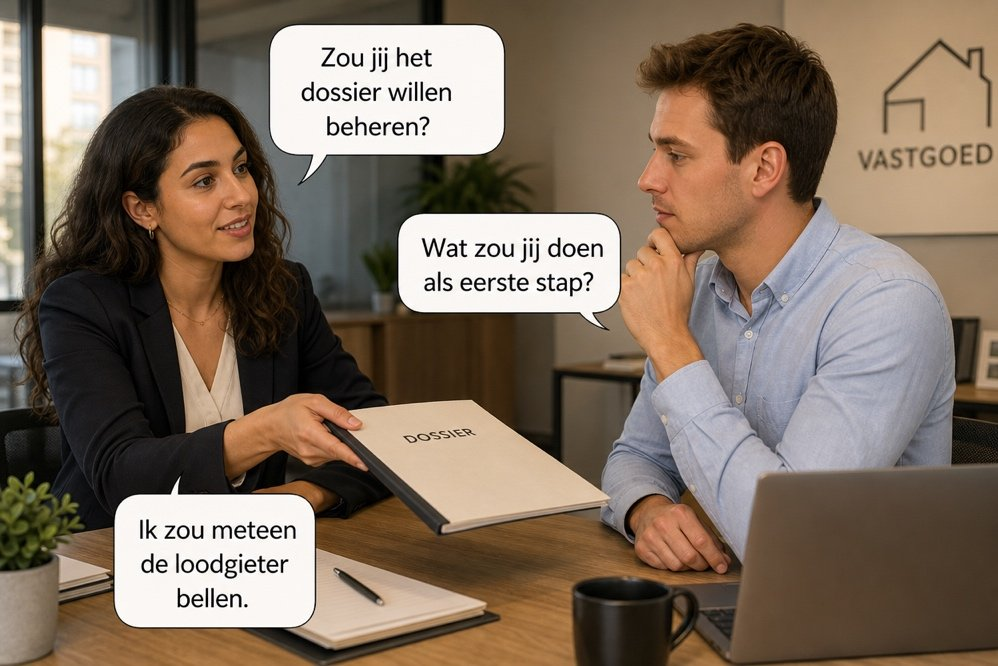 Zou jij het
dossier willen
beheren?
Wat zou jij doen
als eerste stap?
Ik zou meteen
de loodgieter
bellen.
DOSSIER
VASTGOED